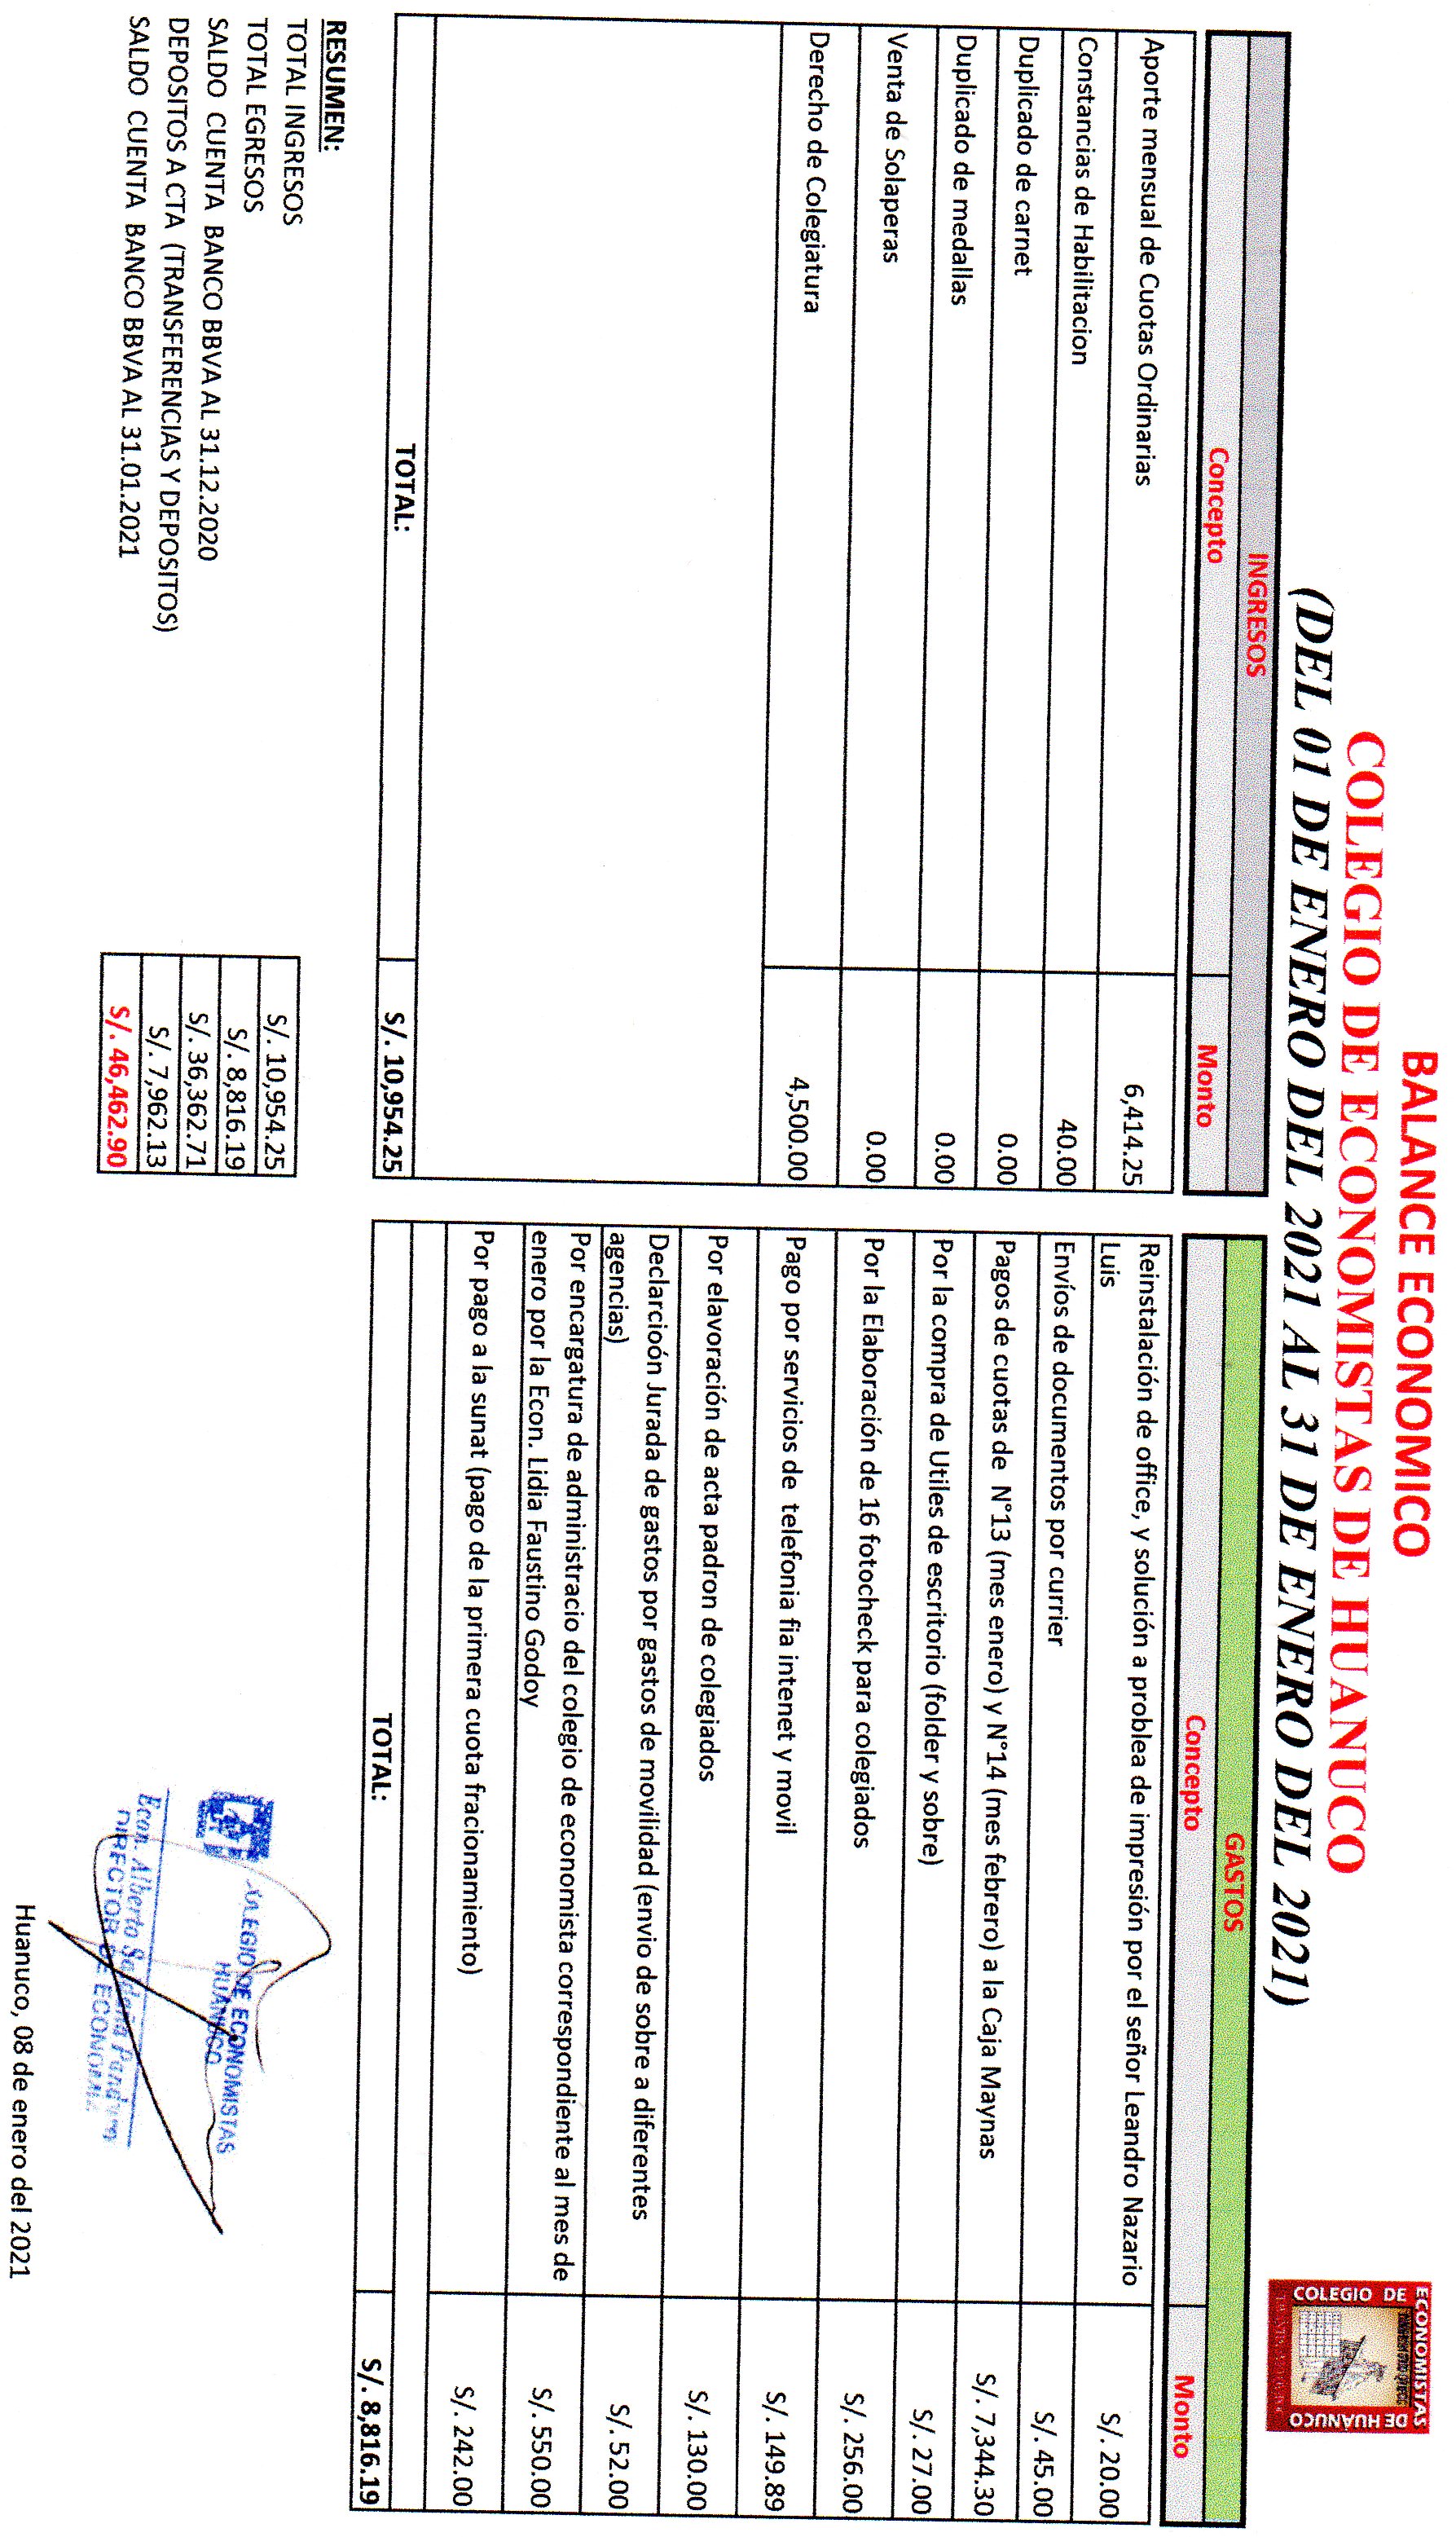 BALANCE ECONOMICO
COLEGIO DE ECONOMISTAS DE HUANUCO
(DEL 01 DE ENERO DEL 2021 AL 31 DE ENERO DEL 2021)
COLEGIO DE ECONOMISTAS DE HUANUCO
INGRESOS
Concepto Monto
Aporte mensual de Cuotas Ordinarias 6,414.25
Constancias de Habilitacion 40.00
Duplicado de carnet 0.00
Duplicado de medallas 0.00
Venta de Solaperas 0.00
Derecho de Colegiatura 4,500.00
TOTAL: S/. 10,954.25
GASTOS
Concepto Monto
Reinstalación de office, y solución a problea de impresión por el señor Leandro Nazario
Luis S/. 20.00
Envíos de documentos por currier S/. 45.00
Pagos de cuotas de N°13 (mes enero) y N°14 (mes febrero) a la Caja Maynas S/. 7,344.30
Por la compra de Utiles de escritorio (folder y sobre) S/. 27.00
Por la Elaboración de 16 fotocheck para colegiados S/. 256.00
Pago por servicios de telefonia fia intenet y movil S/. 149.89
Por elavoración de acta padron de colegiados S/. 130.00
Declarcioón Jurada de gastos por gastos de movilidad (envio de sobre a diferentes
agencias) S/. 52.00
Por encargatura de administracio del colegio de economista correspondiente al mes de
enero por la Econ. Lidia Faustino Godoy S/. 550.00
Por pago a la sunat (pago de la primera cuota fracionamiento) S/. 242.00
TOTAL: S/. 8,816.19
RESUMEN:
TOTAL INGRESOS S/. 10,954.25
TOTAL EGRESOS S/. 8,816.19
SALDO CUENTA BANCO BBVA AL 31.12.2020 S/. 36,362.71
DEPOSITOS A CTA (TRANSFERENCIAS Y DEPOSITOS) S/. 7,962.13
SALDO CUENTA BANCO BBVA AL 31.01.2021 S/. 46,462.90
COLEGIO DE ECONOMISTAS
HUANUCO
Econ. Alberto Saldaña Panduro
DIRECTOR DE ECONOMIA
Huanuco, 08 de enero del 2021